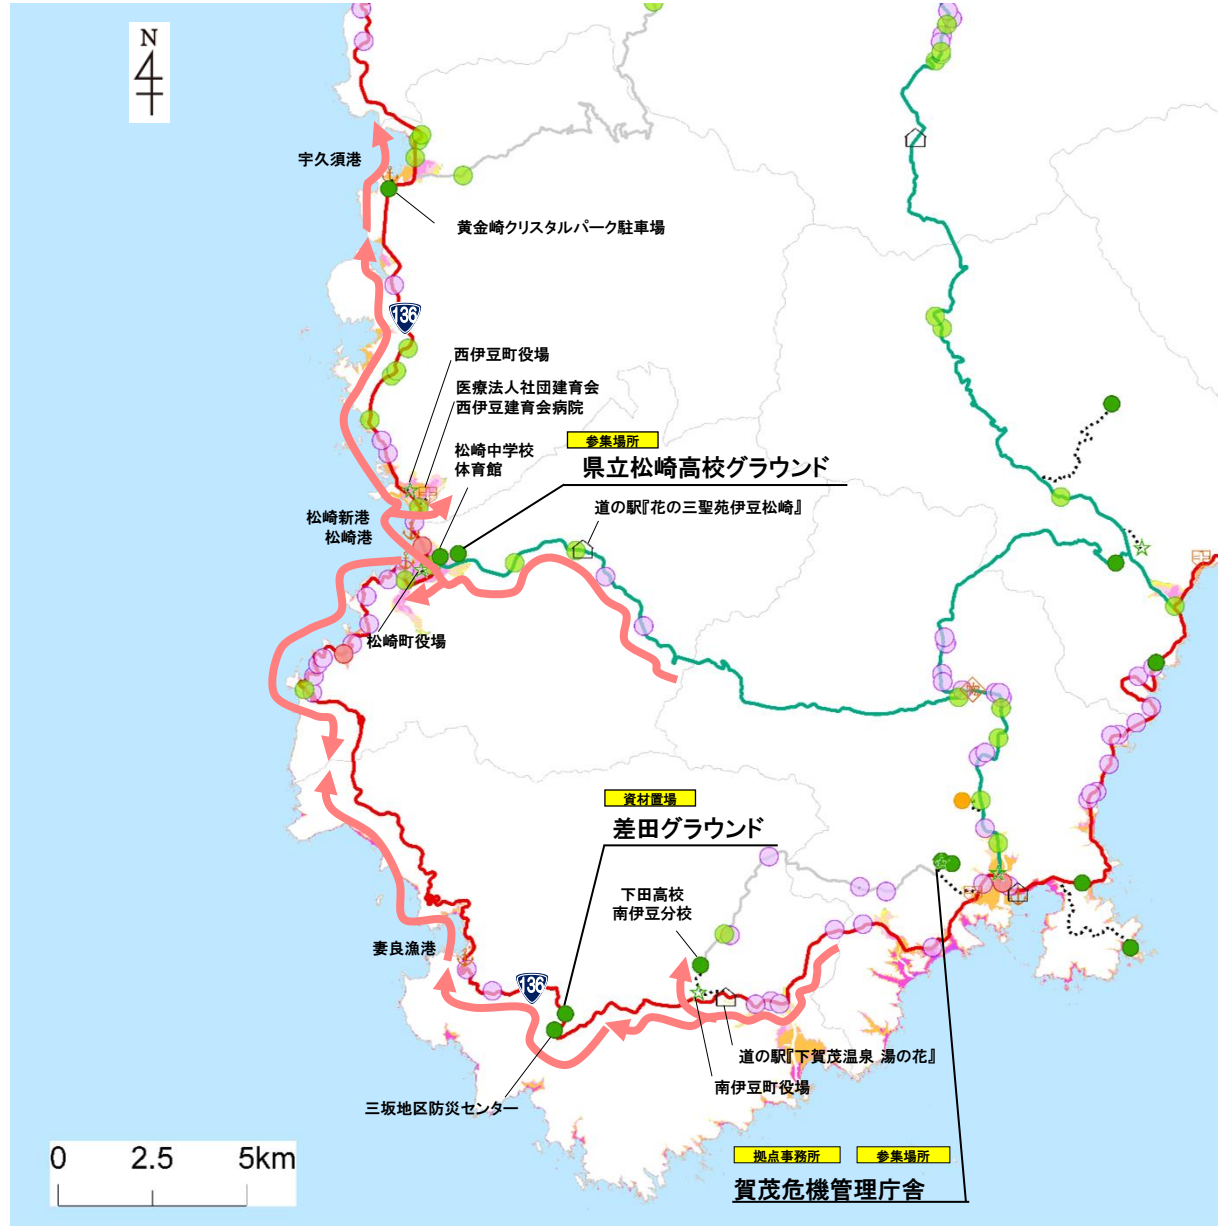 N
宇久須港
黄金崎クリスタルパーク駐車場
136
西伊豆町役場
医療法人社団健育会
西伊豆健育会病院
参集場所
県立松崎高校グラウンド
松崎中学校
体育館
道の駅『花の三聖苑伊豆松崎』
松崎新港
松崎港
松崎町役場
資材置場
差田グラウンド
下田高校
南伊豆分校
妻良漁港
136
道の駅『下賀茂温泉 湯の花』
南伊豆町役場
三坂地区防災センター
拠点事務所
参集場所
賀茂危機管理庁舎
0 2.5 5km